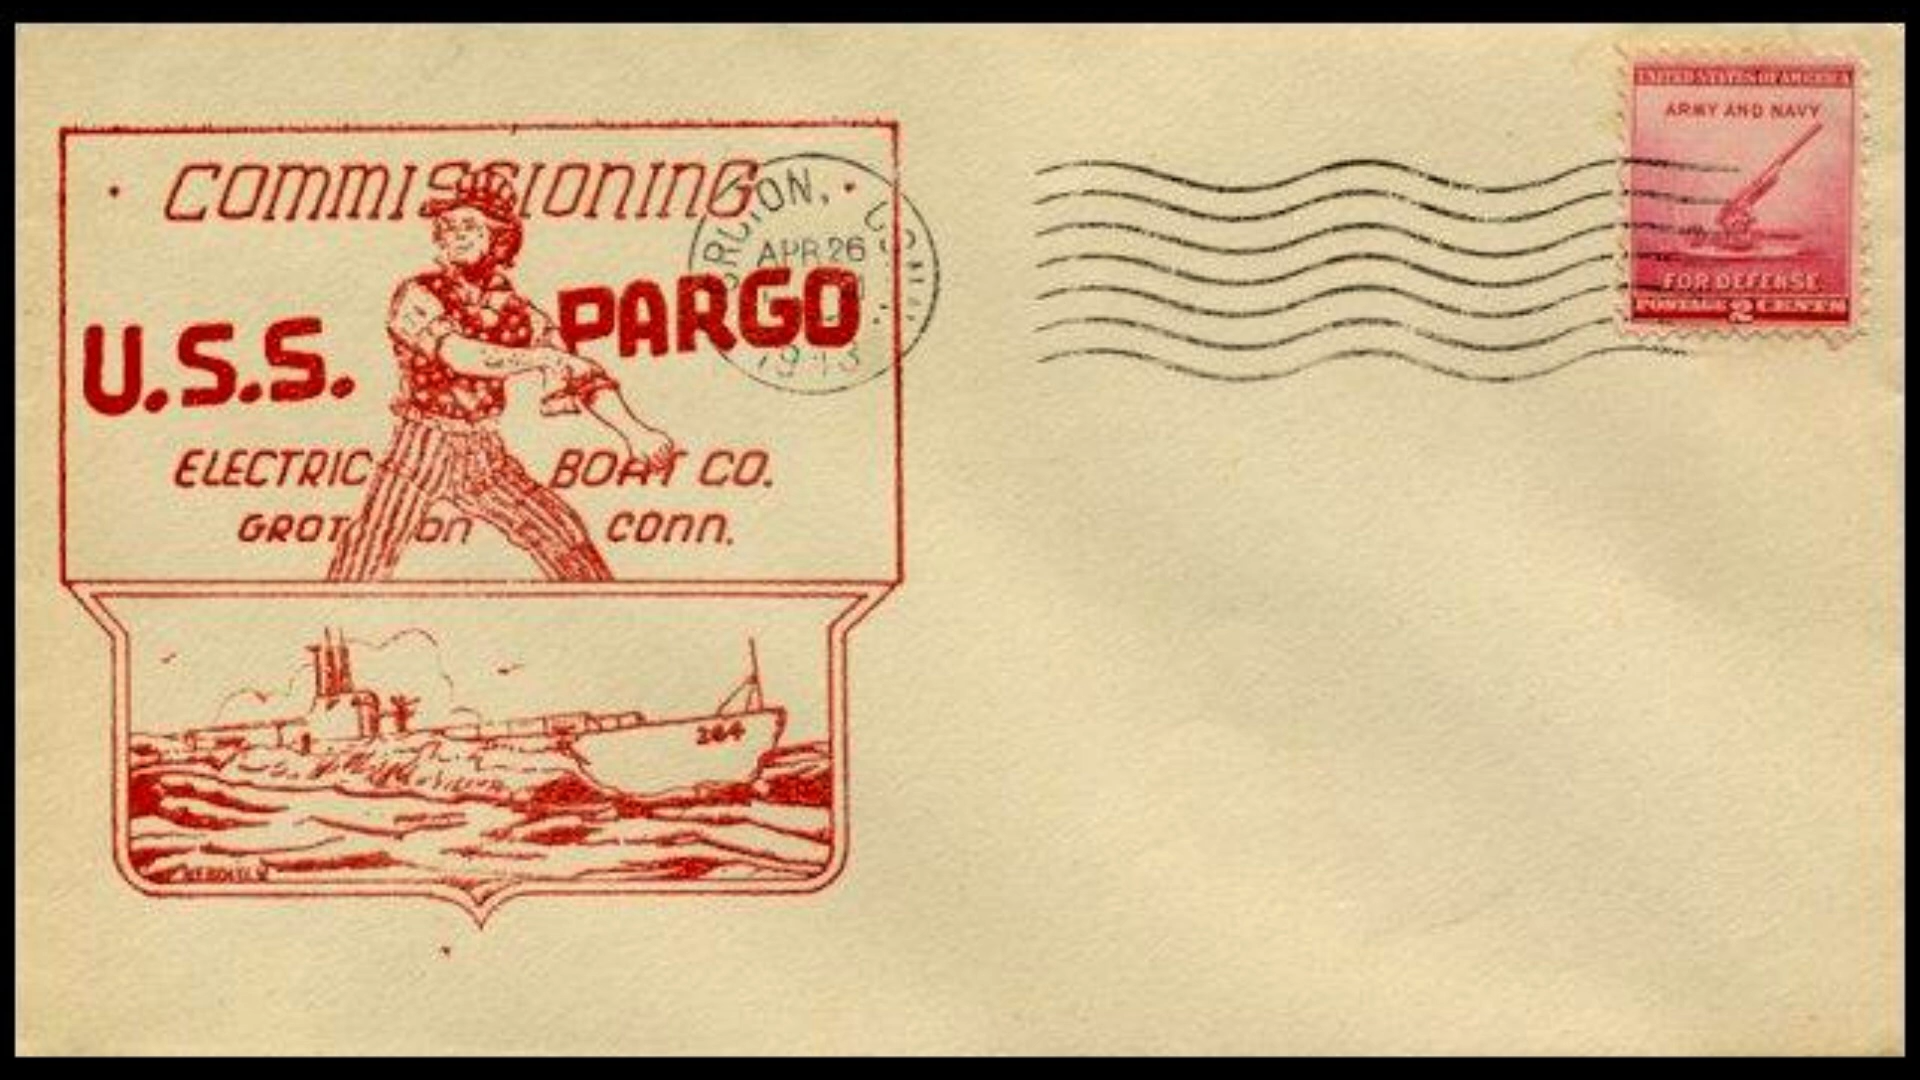 COMMISSIONING
U.S.S. PARGO
ELECTRIC BOAT CO.
GROTON CONN.
264
APR 26
1943
UNITED STATES OF AMERICA
ARMY AND NAVY
FOR DEFENSE
POSTAGE 2 CENTS